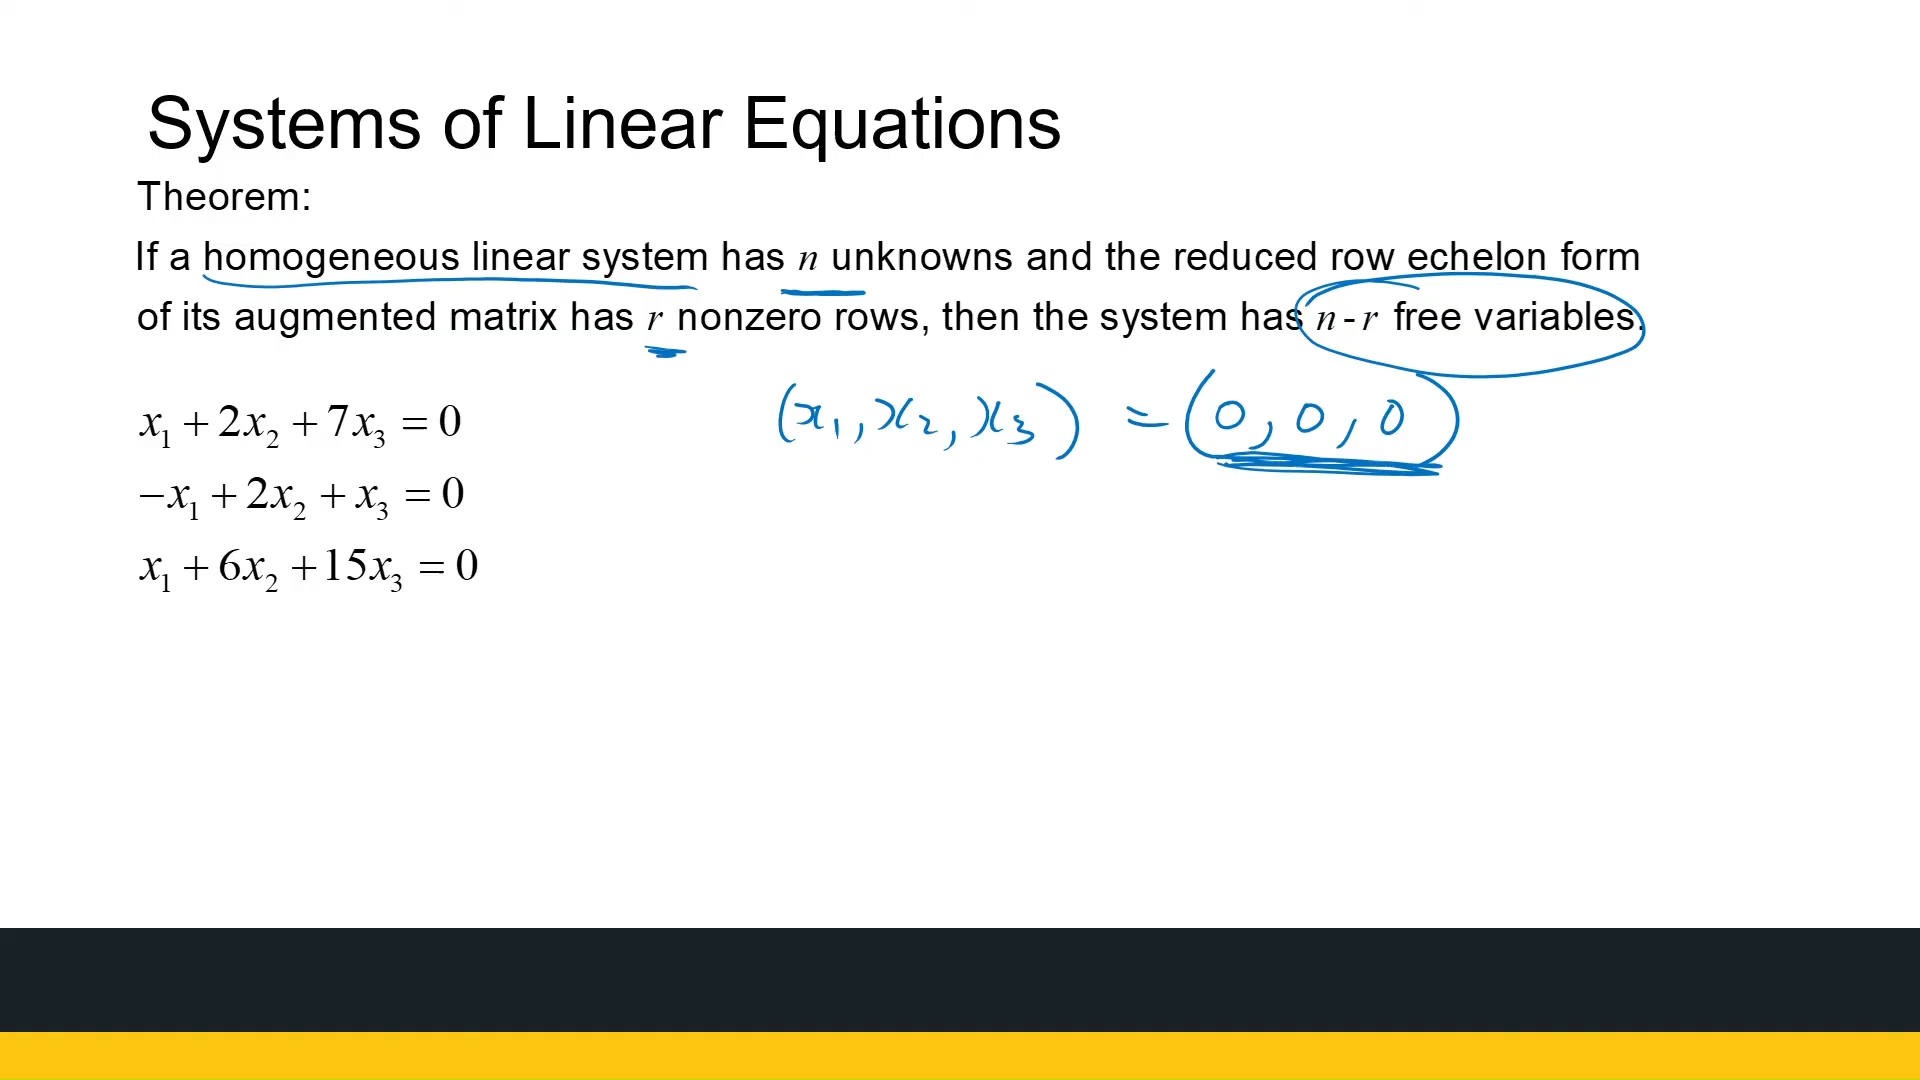 Systems of Linear Equations
Theorem:
If a homogeneous linear system has n unknowns and the reduced row echelon form
of its augmented matrix has r nonzero rows, then the system has n - r free variables.
x₁ + 2x₂ + 7x₃ = 0
(x₁, x₂, x₃) = (0, 0, 0)
−x₁ + 2x₂ + x₃ = 0
x₁ + 6x₂ + 15x₃ = 0